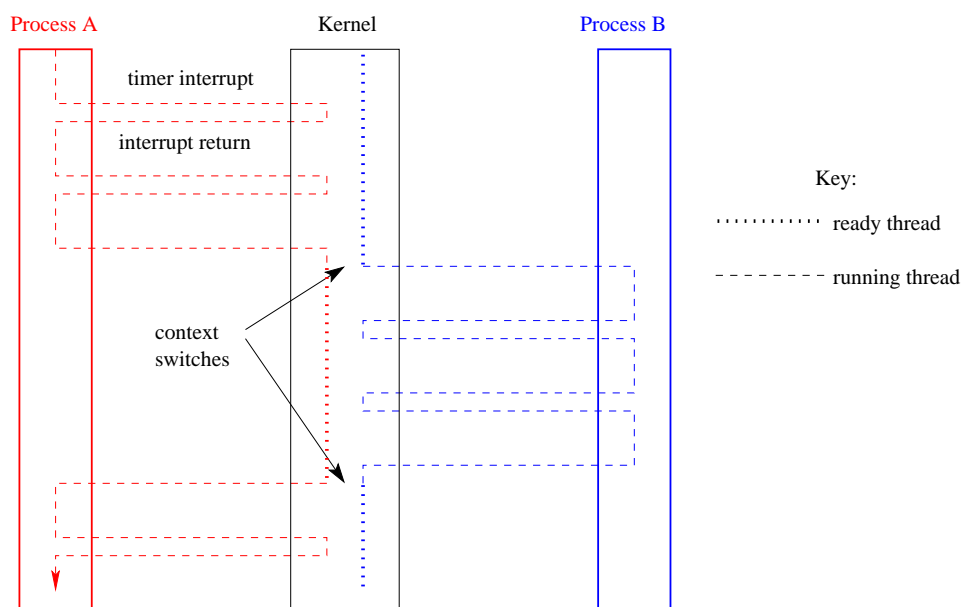 Process A
Kernel
Process B
timer interrupt
interrupt return
Key:
ready thread
running thread
context
switches